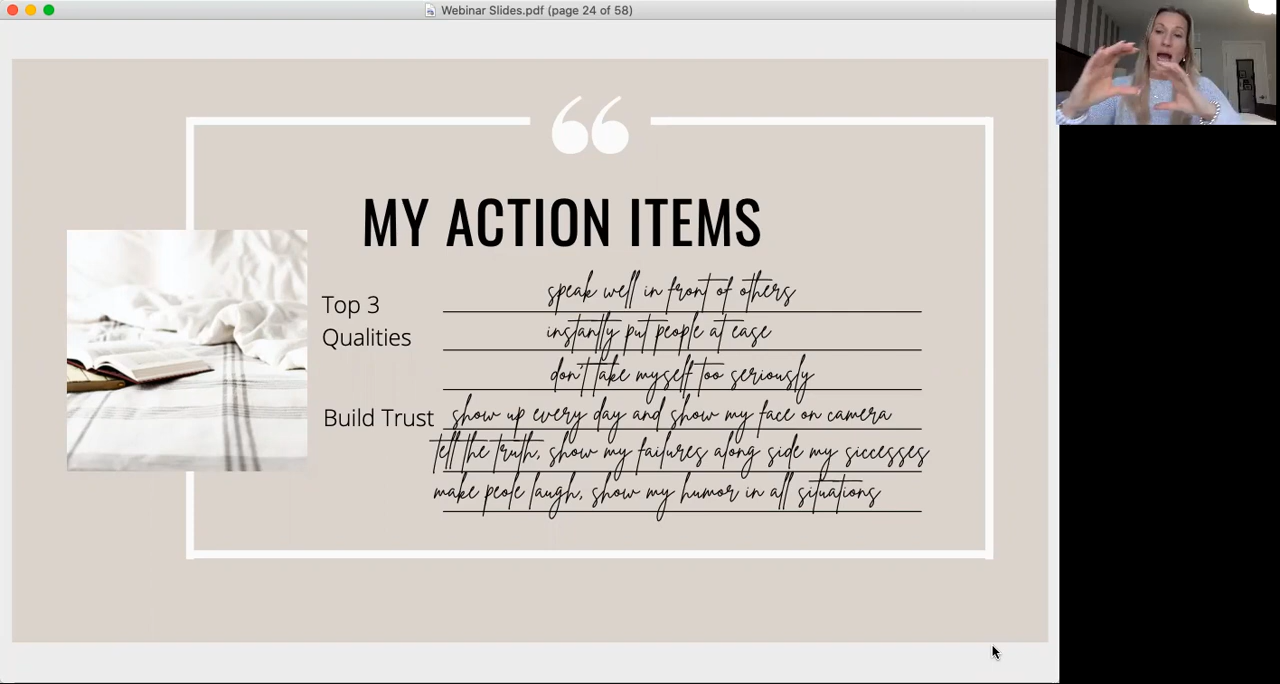 Webinar Slides.pdf (page 24 of 58)
MY ACTION ITEMS
Top 3
Qualities
speak well in front of others
instantly put people at ease
don't take myself too seriously
Build Trust
show up every day and show my face on camera
tell the truth, show my failures along side my siccesses
make peole laugh, show my humor in all situations